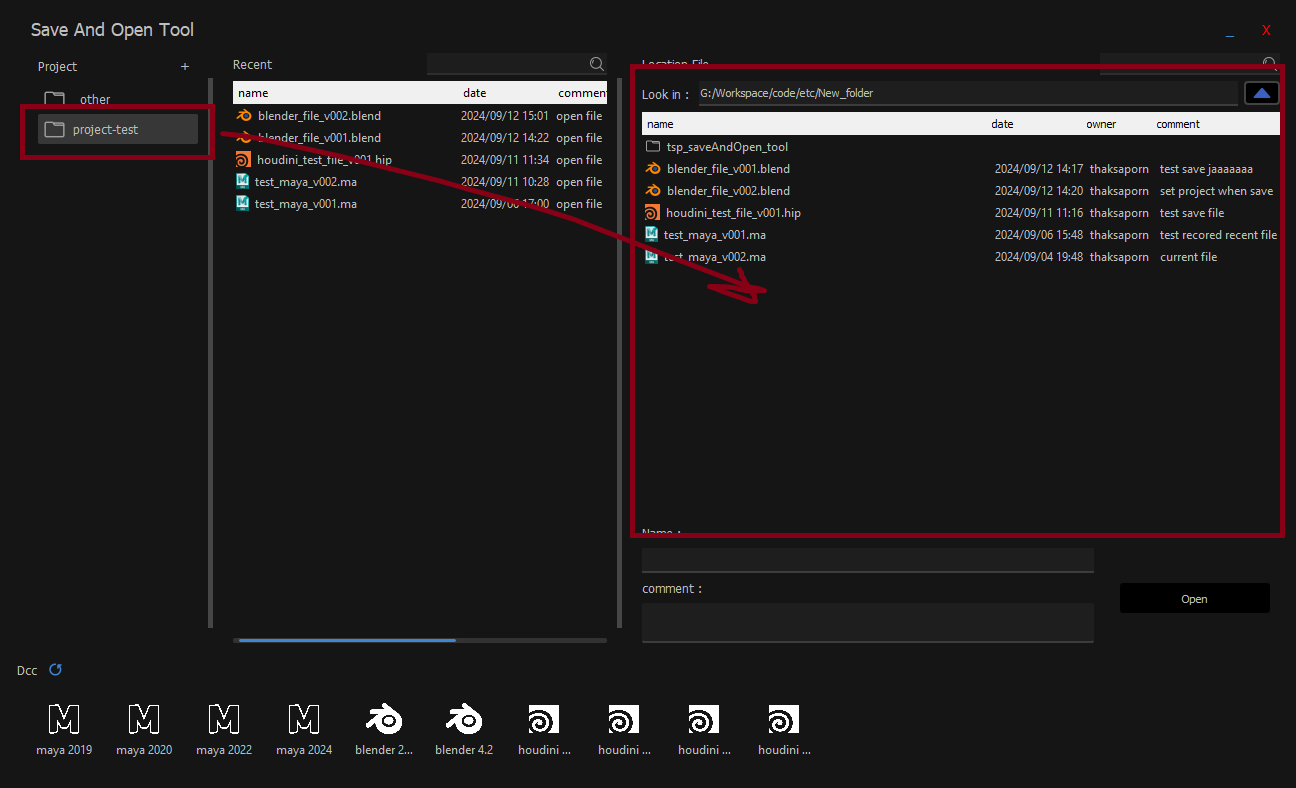 Save And Open Tool
_ X
Project +
other
project-test
Recent
name date commen
blender_file_v002.blend 2024/09/12 15:01 open file
blender_file_v001.blend 2024/09/12 14:22 open file
houdini_test_file_v001.hip 2024/09/11 11:34 open file
test_maya_v002.ma 2024/09/11 10:28 open file
test_maya_v001.ma 2024/09/06 17:00 open file
Location File
Look in : G:/Workspace/code/etc/New_folder
name date owner comment
tsp_saveAndOpen_tool
blender_file_v001.blend 2024/09/12 14:17 thaksaporn test save jaaaaaaa
blender_file_v002.blend 2024/09/12 14:20 thaksaporn set project when save
houdini_test_file_v001.hip 2024/09/11 11:16 thaksaporn test save file
test_maya_v001.ma 2024/09/06 15:48 thaksaporn test recored recent file
test_maya_v002.ma 2024/09/04 19:48 thaksaporn current file
Name :
comment :
Open
Dcc
maya 2019 maya 2020 maya 2022 maya 2024 blender 2... blender 4.2 houdini ... houdini ... houdini ... houdini ...